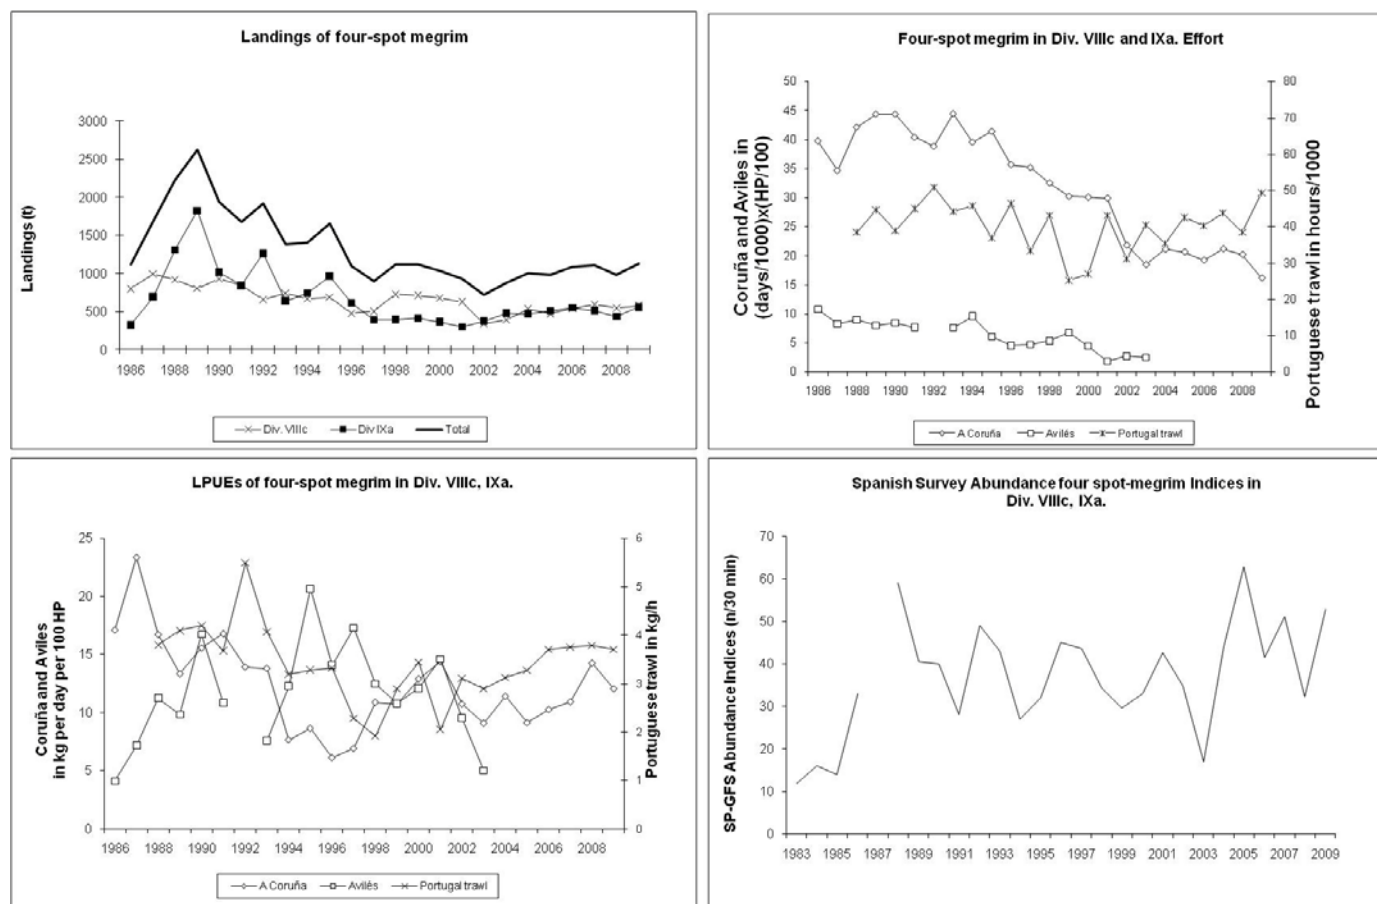 Landings of four-spot megrim
Landings (t)
3000
2500
2000
1500
1000
500
0
1986 1988 1990 1992 1994 1996 1998 2000 2002 2004 2006 2008
Div. VIIIc Div IXa Total
Four-spot megrim in Div. VIIIc and IXa. Effort
Coruña and Aviles in
(days/1000)x(HP/100)
50
45
40
35
30
25
20
15
10
5
0
80
70
60
50
40
30
20
10
0
Portuguese trawl in hours/1000
1986 1988 1990 1992 1994 1996 1998 2000 2002 2004 2006 2008
A Coruña Avilés Portugal trawl
LPUEs of four-spot megrim in Div. VIIIc, IXa.
Coruña and Aviles
in kg per day per 100 HP
25
20
15
10
5
0
6
5
4
3
2
1
0
Portuguese trawl in kg/h
1986 1988 1990 1992 1994 1996 1998 2000 2002 2004 2006 2008
A Coruña Avilés Portugal trawl
Spanish Survey Abundance four spot-megrim Indices in
Div. VIIIc, IXa.
SP-GFS Abundance Indices (n/30 min)
70
60
50
40
30
20
10
0
1983 1985 1987 1989 1991 1993 1995 1997 1999 2001 2003 2005 2007 2009